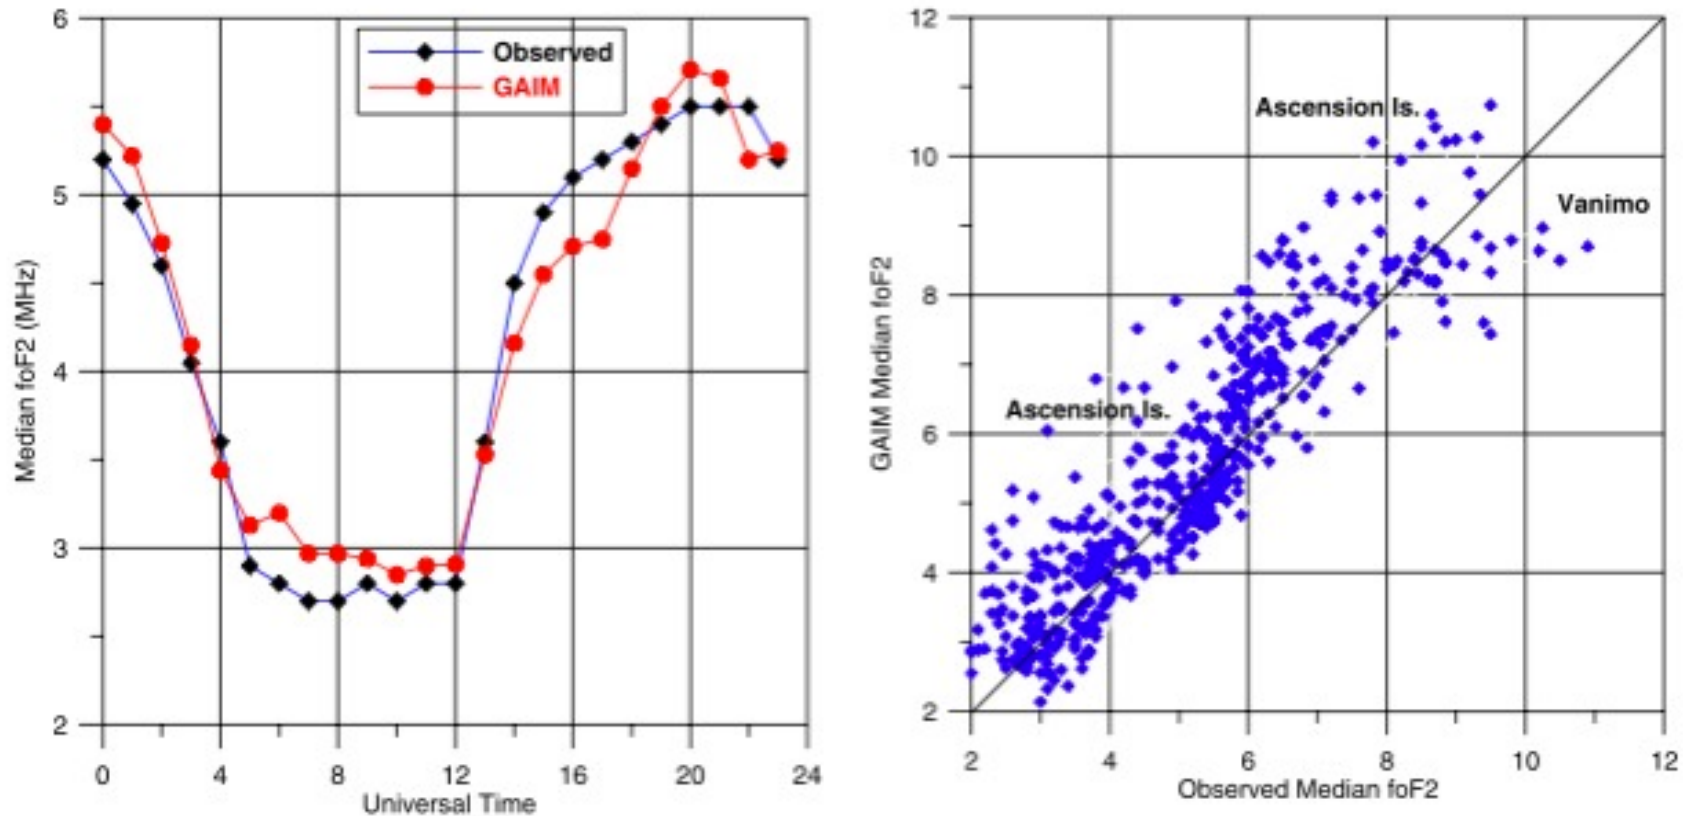 6
5
4
3
2
Median foF2 (MHz)
Observed
GAIM
0
4
8
12
16
20
24
Universal Time
12
10
8
6
4
2
GAIM Median foF2
Ascension Is.
Vanimo
Ascension Is.
2
4
6
8
10
12
Observed Median foF2